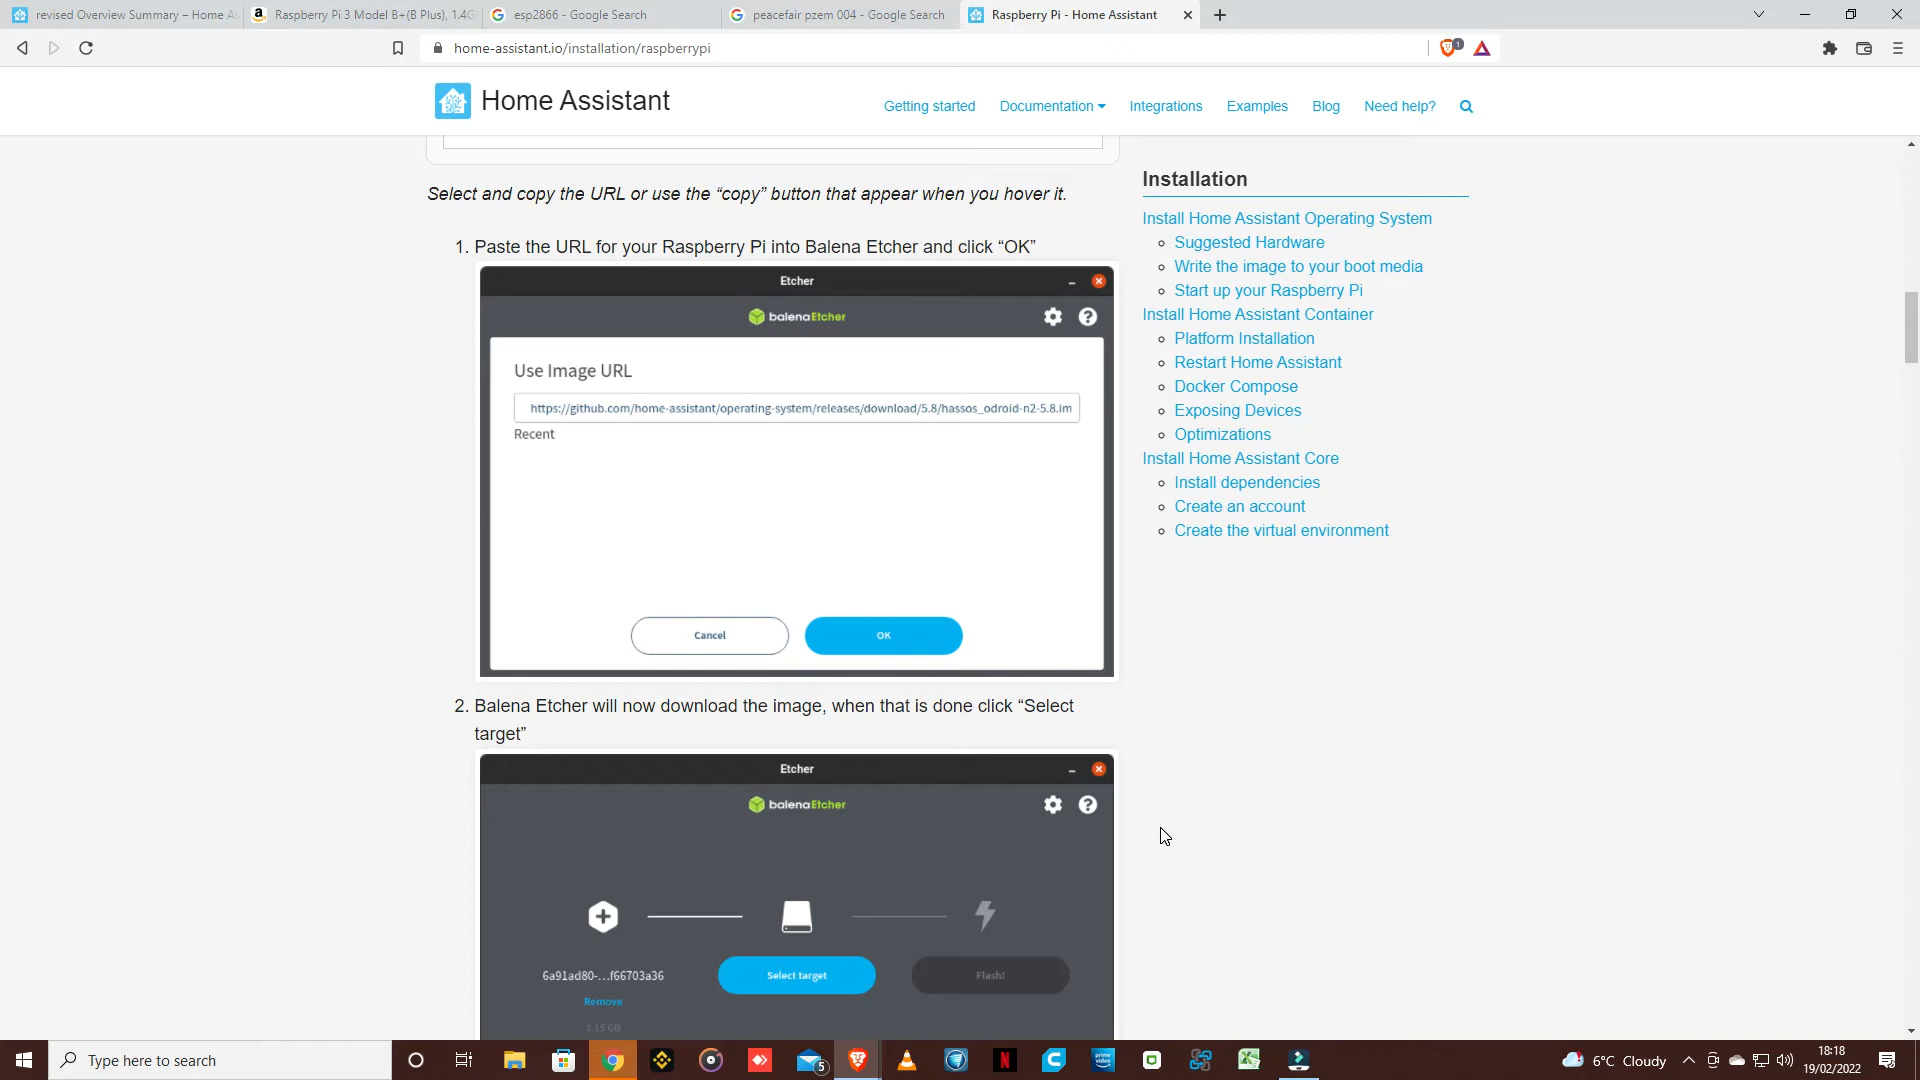 revised Overview Summary – Home A
Raspberry Pi 3 Model B+(B Plus), 1.4G
esp2866 - Google Search
peacefair pzem 004 - Google Search
Raspberry Pi - Home Assistant
home-assistant.io/installation/raspberrypi
1
Home Assistant
Getting started
Documentation
Integrations
Examples
Blog
Need help?
Select and copy the URL or use the “copy” button that appear when you hover it.
1. Paste the URL for your Raspberry Pi into Balena Etcher and click “OK”
Etcher
balenaEtcher
Use Image URL
https://github.com/home-assistant/operating-system/releases/download/5.8/hassos_odroid-n2-5.8.im
Recent
Cancel
OK
2. Balena Etcher will now download the image, when that is done click “Select
target”
Etcher
balenaEtcher
6a91ad80-...f66703a36
Select target
Flash!
Remove
2.15 GB
Installation
Install Home Assistant Operating System
Suggested Hardware
Write the image to your boot media
Start up your Raspberry Pi
Install Home Assistant Container
Platform Installation
Restart Home Assistant
Docker Compose
Exposing Devices
Optimizations
Install Home Assistant Core
Install dependencies
Create an account
Create the virtual environment
Type here to search
5
N
prime video
6°C Cloudy
18:18
19/02/2022